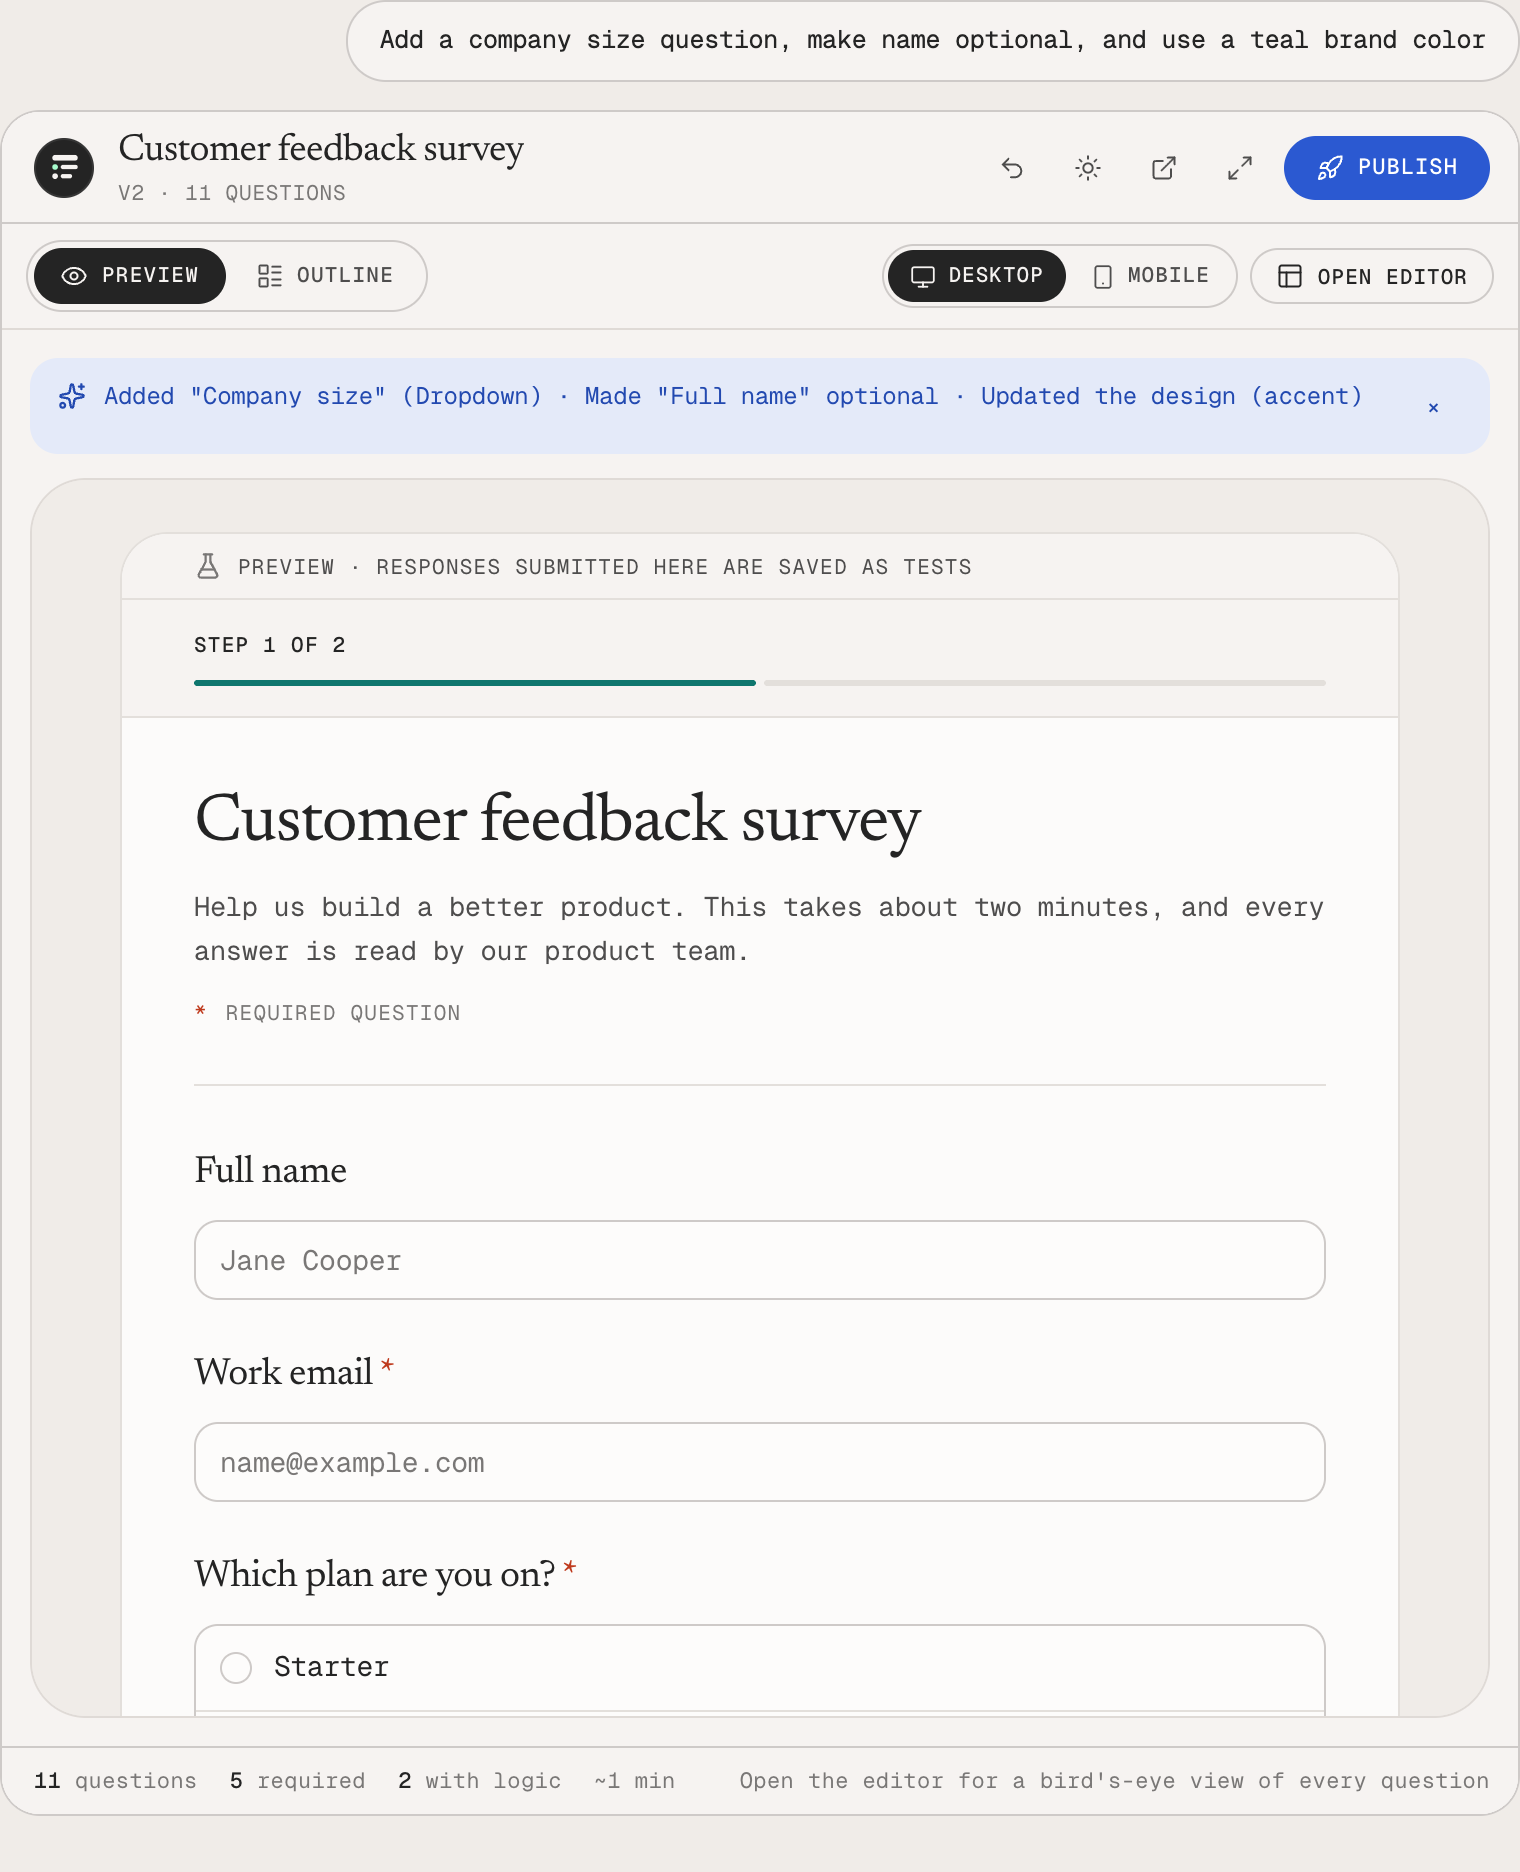 Add a company size question, make name optional, and use a teal brand color
Customer feedback survey
V2 · 11 QUESTIONS
PUBLISH
PREVIEW
OUTLINE
DESKTOP
MOBILE
OPEN EDITOR
Added "Company size" (Dropdown) · Made "Full name" optional · Updated the design (accent)
×
PREVIEW · RESPONSES SUBMITTED HERE ARE SAVED AS TESTS
STEP 1 OF 2
Customer feedback survey
Help us build a better product. This takes about two minutes, and every
answer is read by our product team.
* REQUIRED QUESTION
Full name
Jane Cooper
Work email *
name@example.com
Which plan are you on? *
Starter
11 questions 5 required 2 with logic ~1 min
Open the editor for a bird's-eye view of every question